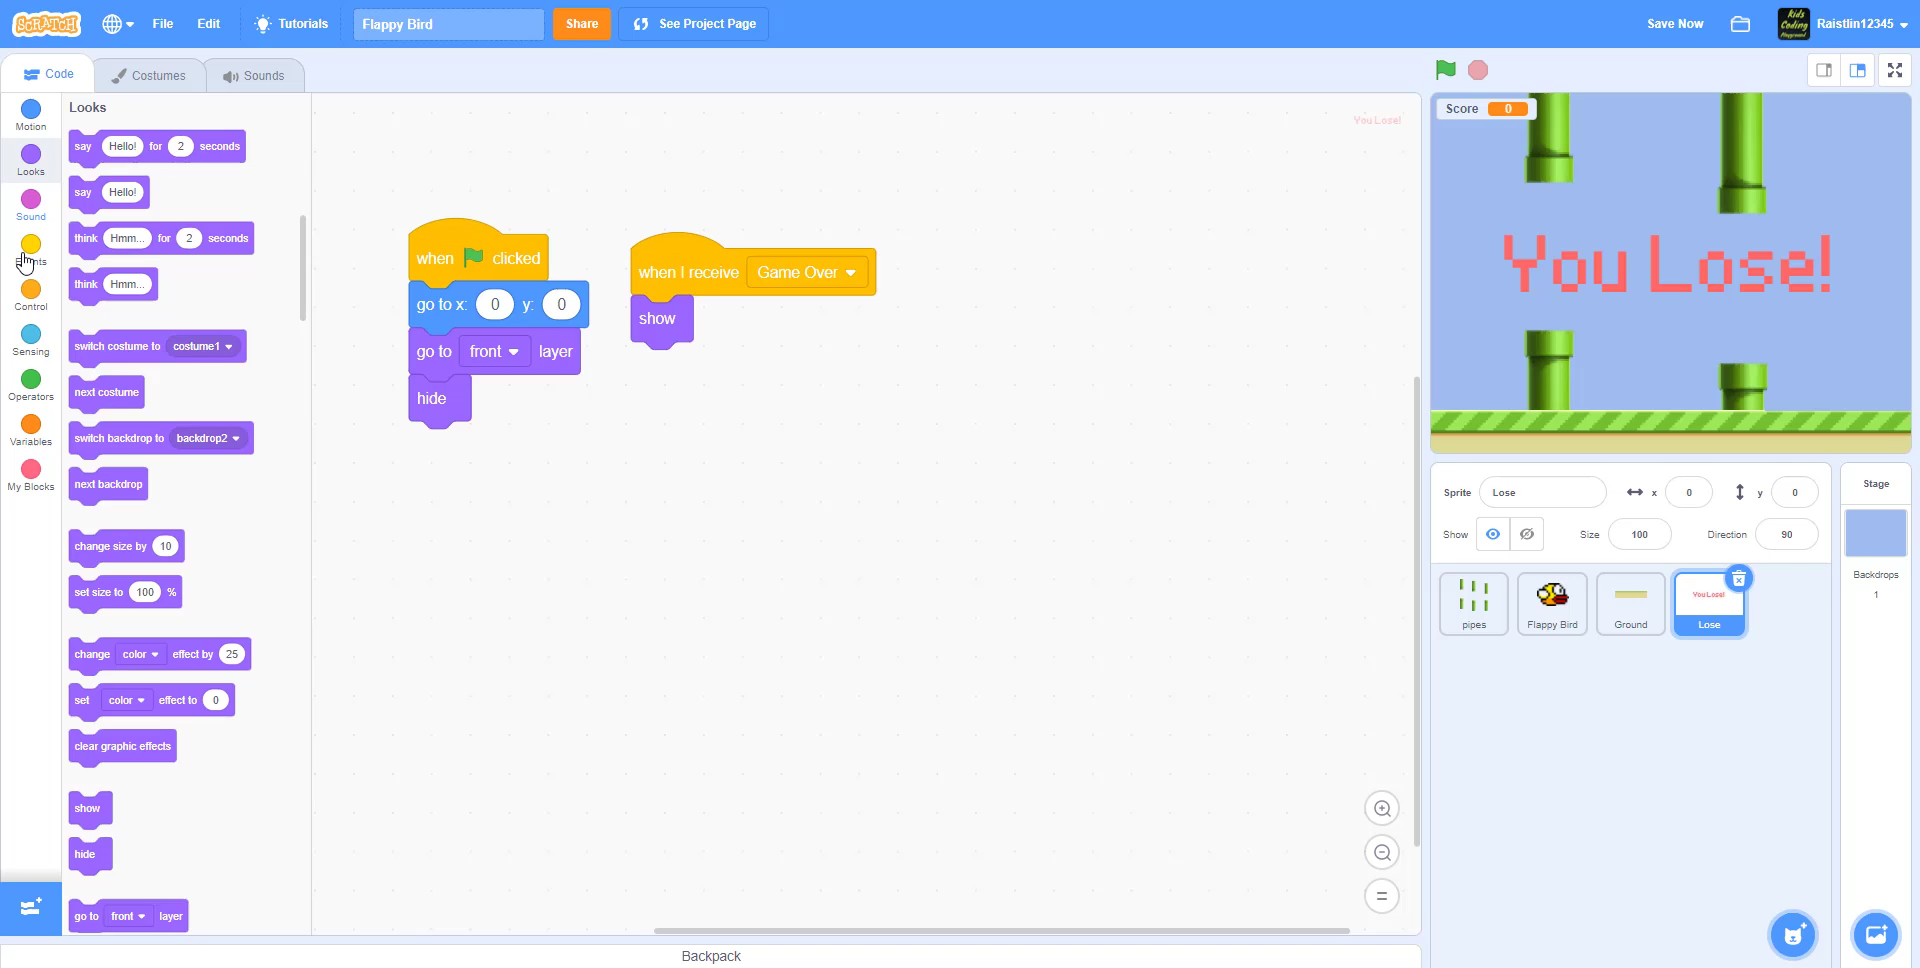 SCRATCH
File
Edit
Tutorials
Flappy Bird
Share
See Project Page
Save Now
Kids
Coding
Playground
Raistlin12345
Code
Costumes
Sounds
Motion
Looks
Sound
Events
Control
Sensing
Operators
Variables
My Blocks
Looks
say Hello! for 2 seconds
say Hello!
think Hmm... for 2 seconds
think Hmm...
switch costume to costume1
next costume
switch backdrop to backdrop2
next backdrop
change size by 10
set size to 100 %
change color effect by 25
set color effect to 0
clear graphic effects
show
hide
go to front layer
You Lose!
when clicked
go to x: 0 y: 0
go to front layer
hide
when I receive Game Over
show
Backpack
Score 0
You Lose!
Sprite Lose x 0 y 0
Show Size 100 Direction 90
pipes
Flappy Bird
Ground
You Lose!
Lose
Stage
Backdrops
1